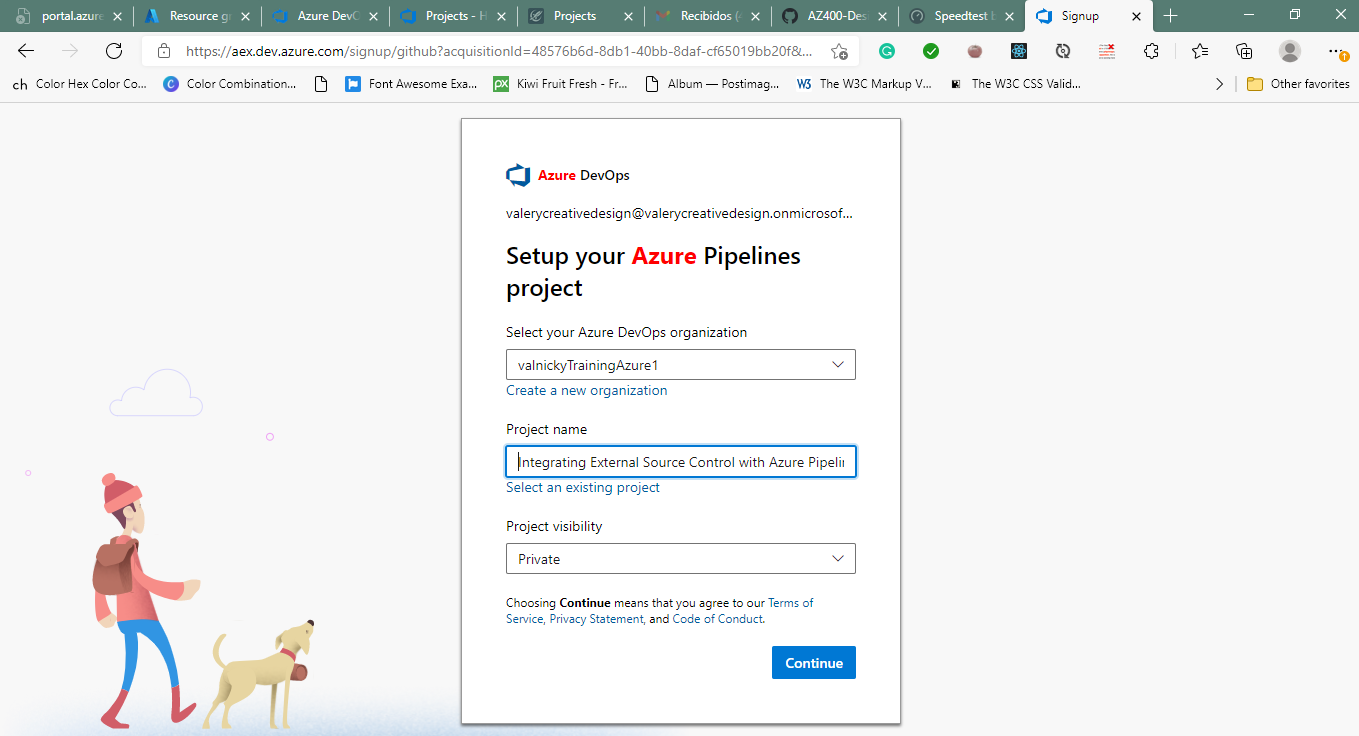 portal.azure
Resource gr
Azure DevO
Projects - H
Projects
Recibidos (4
AZ400-Des
Speedtest b
Signup
https://aex.dev.azure.com/signup/github?acquisitionId=48576b6d-8db1-40bb-8daf-cf65019bb20f&...
ch Color Hex Color Co...
C Color Combination...
Font Awesome Exa...
px Kiwi Fruit Fresh - Fr...
Album — Postimag...
W3 The W3C Markup V...
The W3C CSS Valid...
Other favorites
Azure DevOps
valerycreativedesign@valerycreativedesign.onmicrosof...
Setup your Azure Pipelines
project
Select your Azure DevOps organization
valnickyTrainingAzure1
Create a new organization
Project name
Integrating External Source Control with Azure Pipelin
Select an existing project
Project visibility
Private
Choosing Continue means that you agree to our Terms of
Service, Privacy Statement, and Code of Conduct.
Continue